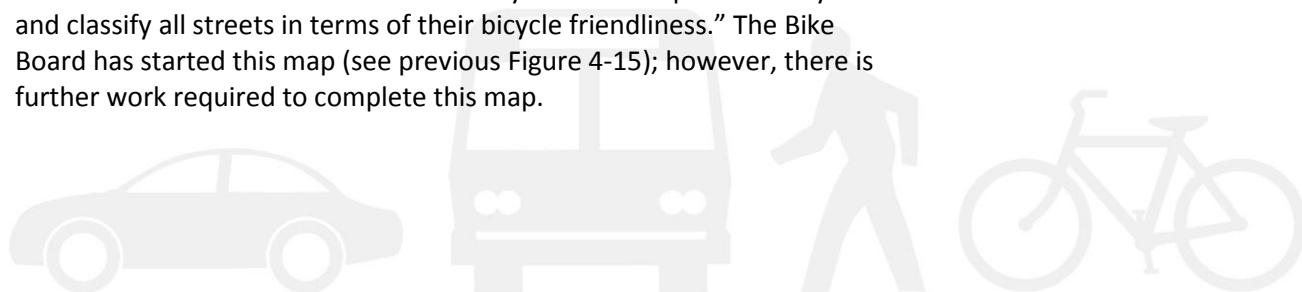 and classify all streets in terms of their bicycle friendliness.” The Bike
Board has started this map (see previous Figure 4-15); however, there is
further work required to complete this map.